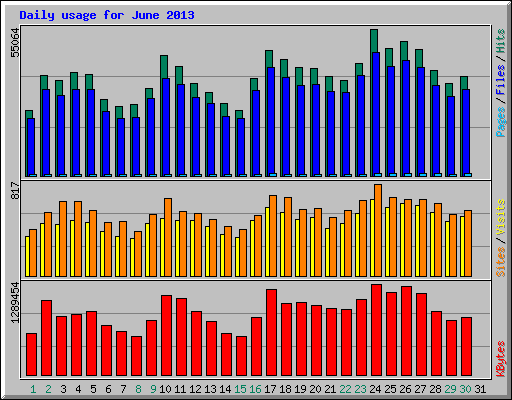 Daily usage for June 2013
55064
Pages / Files / Hits
817
Sites / Visits
1289454
KBytes
1 2 3 4 5 6 7 8 9 10 11 12 13 14 15 16 17 18 19 20 21 22 23 24 25 26 27 28 29 30 31